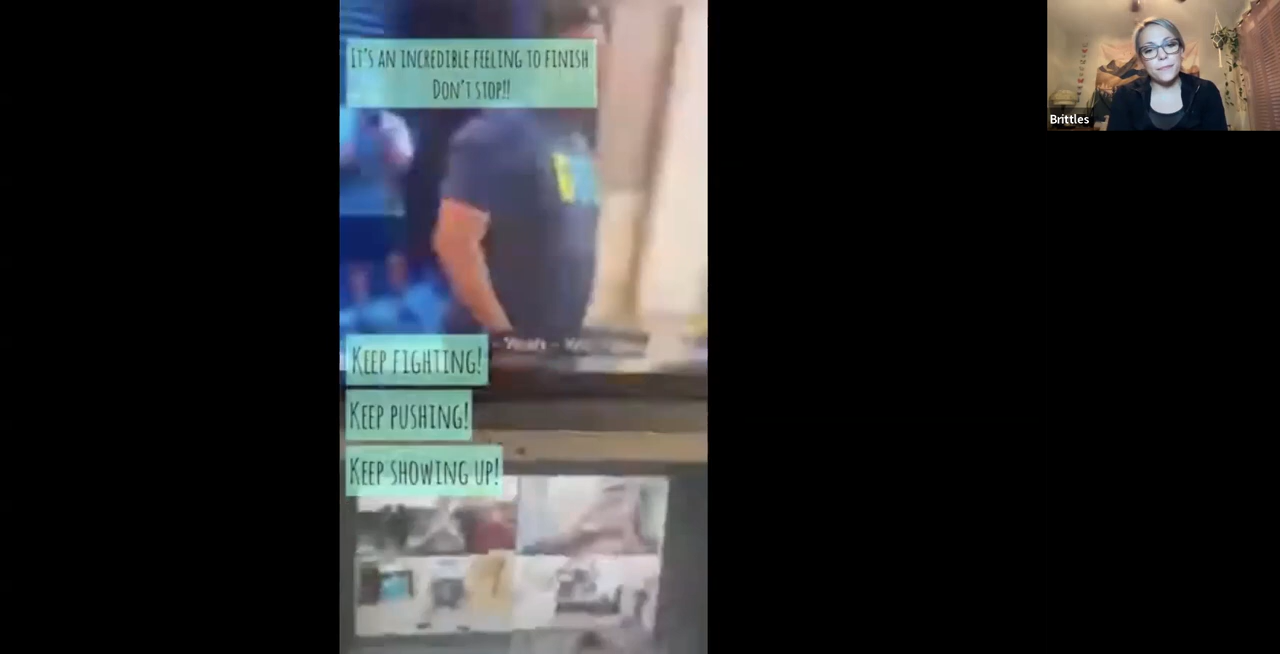 IT'S AN INCREDIBLE FEELING TO FINISH
DON'T STOP!!
KEEP FIGHTING!
KEEP PUSHING!
KEEP SHOWING UP!
Brittles